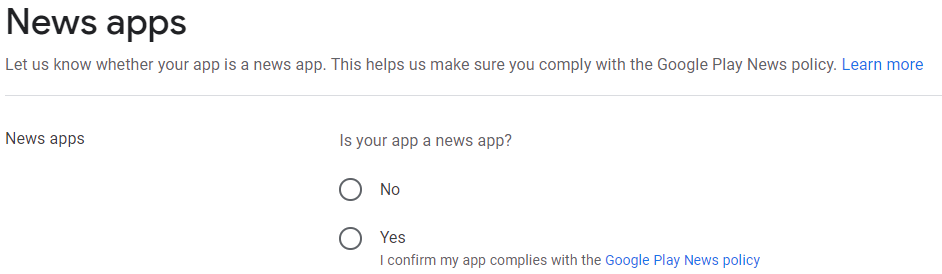 News apps
Let us know whether your app is a news app. This helps us make sure you comply with the Google Play News policy. Learn more
News apps
Is your app a news app?
No
Yes
I confirm my app complies with the Google Play News policy